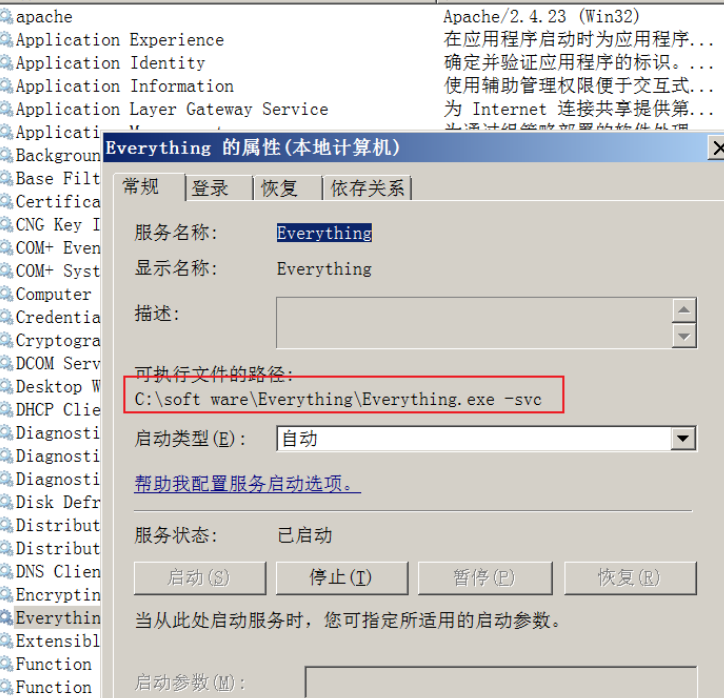 apache Apache/2.4.23 (Win32)
Application Experience 在应用程序启动时为应用程序...
Application Identity 确定并验证应用程序的标识。...
Application Information 使用辅助管理权限便于交互式...
Application Layer Gateway Service 为 Internet 连接共享提供第...
Applicati
Backgroun
Base Filt
Certifica
CNG Key I
COM+ Even
COM+ Syst
Computer
Credentia
Cryptogra
DCOM Serv
Desktop W
DHCP Clie
Diagnosti
Diagnosti
Diagnosti
Disk Defr
Distribut
Distribut
DNS Clien
Encryptin
Everythin
Extensibl
Function
Function
Everything 的属性(本地计算机)
常规 登录 恢复 依存关系
服务名称: Everything
显示名称: Everything
描述:
可执行文件的路径:
C:\soft ware\Everything\Everything.exe -svc
启动类型(E): 自动
帮助我配置服务启动选项。
服务状态: 已启动
启动(S) 停止(T) 暂停(P) 恢复(R)
当从此处启动服务时，您可指定所适用的启动参数。
启动参数(M):